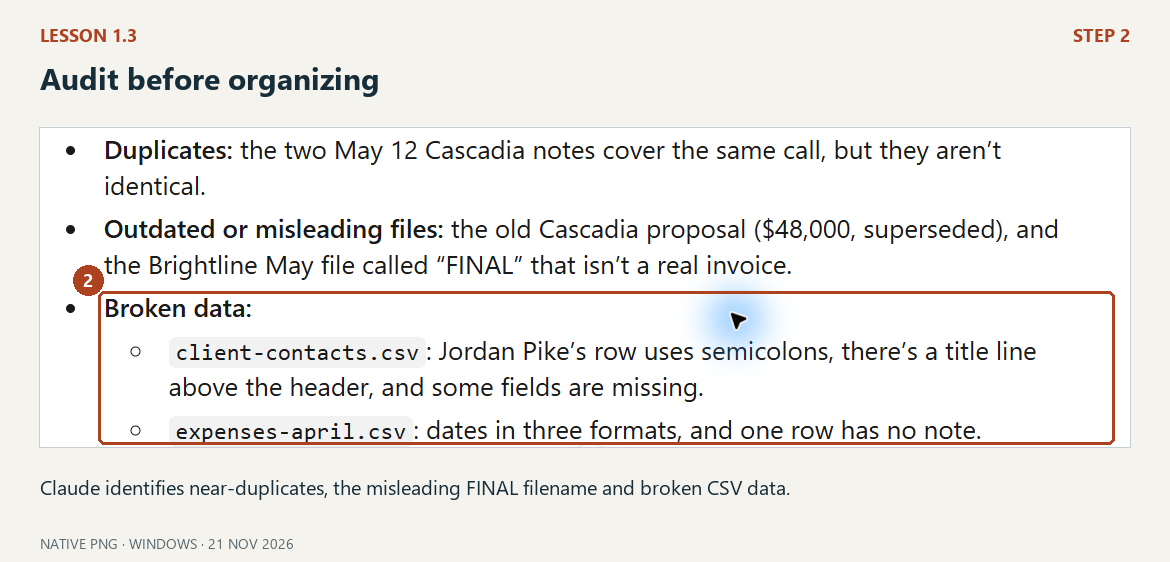 LESSON 1.3
STEP 2
Audit before organizing
• Duplicates: the two May 12 Cascadia notes cover the same call, but they aren’t
identical.
• Outdated or misleading files: the old Cascadia proposal ($48,000, superseded), and
the Brightline May file called “FINAL” that isn’t a real invoice.
2
• Broken data:
○ client-contacts.csv: Jordan Pike’s row uses semicolons, there’s a title line
above the header, and some fields are missing.
○ expenses-april.csv: dates in three formats, and one row has no note.
Claude identifies near-duplicates, the misleading FINAL filename and broken CSV data.
NATIVE PNG · WINDOWS · 21 NOV 2026